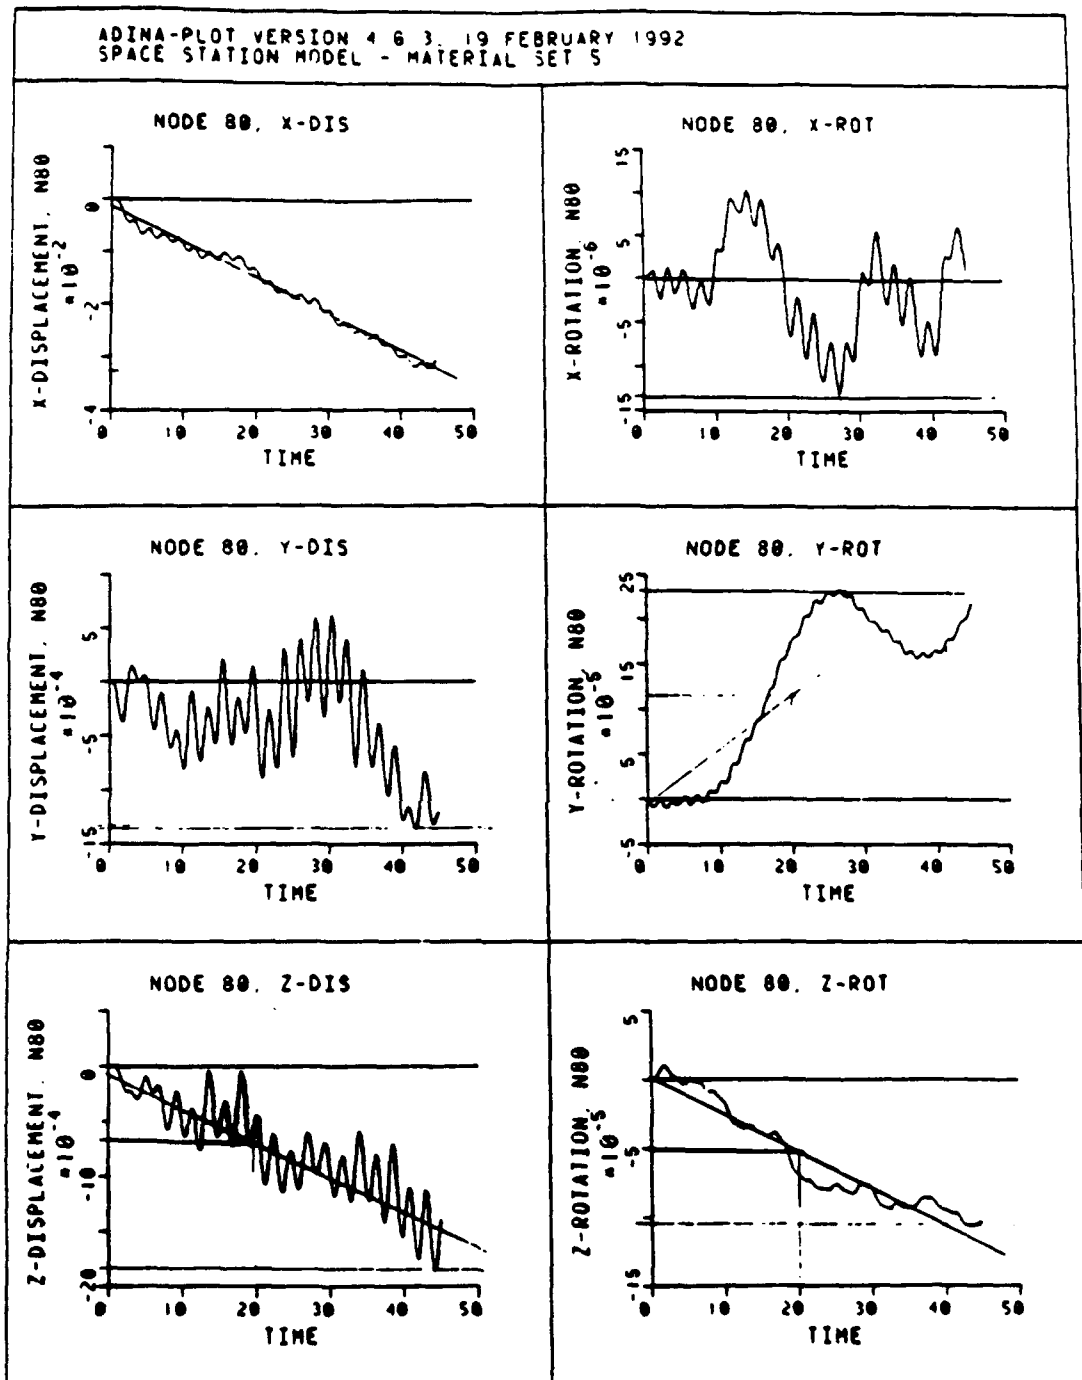 ADINA-PLOT VERSION 4.6.3, 19 FEBRUARY 1992
SPACE STATION MODEL - MATERIAL SET 5
NODE 80, X-DIS
X-DISPLACEMENT, N80
*10^-2
0
-2
-4
0 10 20 30 40 50
TIME
NODE 80, X-ROT
X-ROTATION, N80
*10^-6
15
5
-5
-15
0 10 20 30 40 50
TIME
NODE 80, Y-DIS
Y-DISPLACEMENT, N80
*10^-4
5
-5
-15
0 10 20 30 40 50
TIME
NODE 80, Y-ROT
Y-ROTATION, N80
*10^-5
25
15
5
-5
0 10 20 30 40 50
TIME
NODE 80, Z-DIS
Z-DISPLACEMENT, N80
*10^-4
0
-10
-20
0 10 20 30 40 50
TIME
NODE 80, Z-ROT
Z-ROTATION, N80
*10^-5
5
-5
-15
0 10 20 30 40 50
TIME